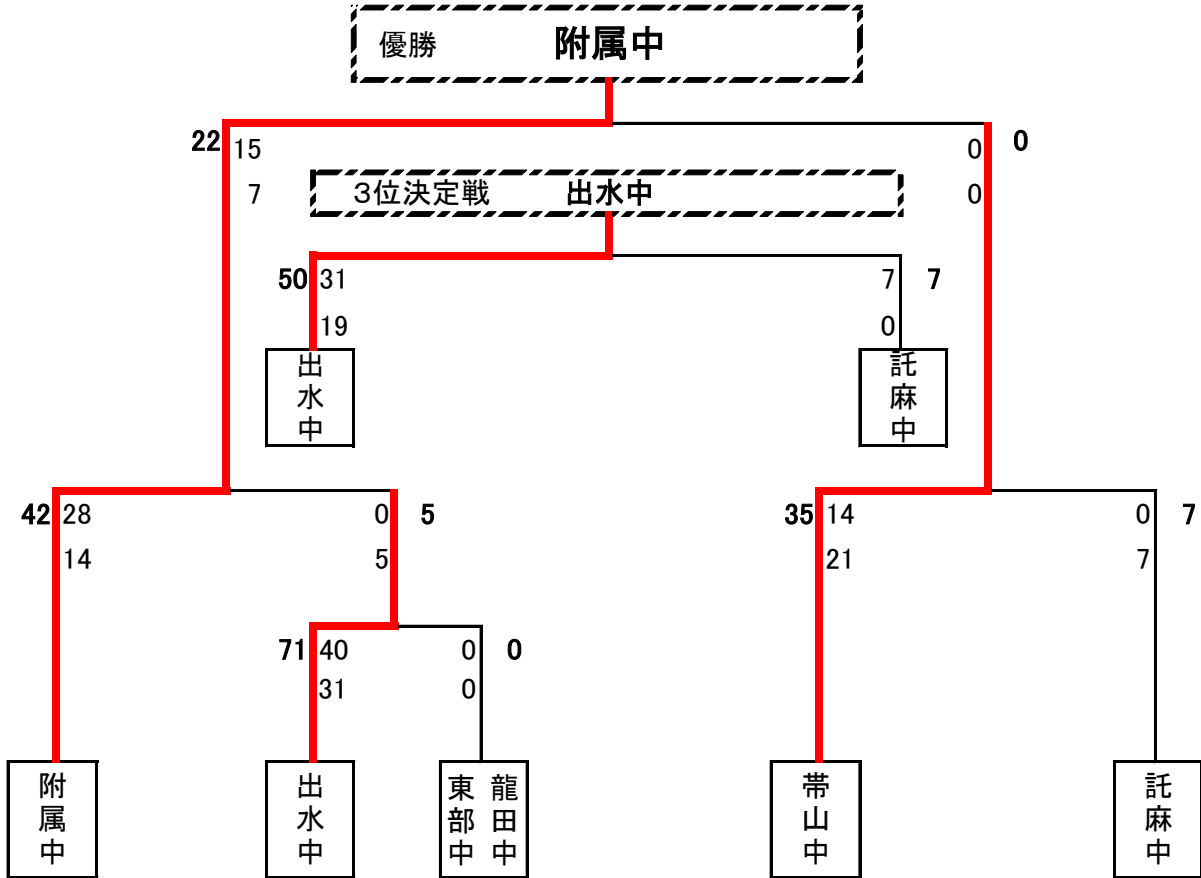 優勝 附属中
22 15 0 0
7 0
3位決定戦 出水中
50 31 7 7
19 0
出水中
託麻中
42 28 0 5
14 5
35 14 0 7
21 7
71 40 0 0
31 0
附属中
出水中
龍田中
東部中
帯山中
託麻中